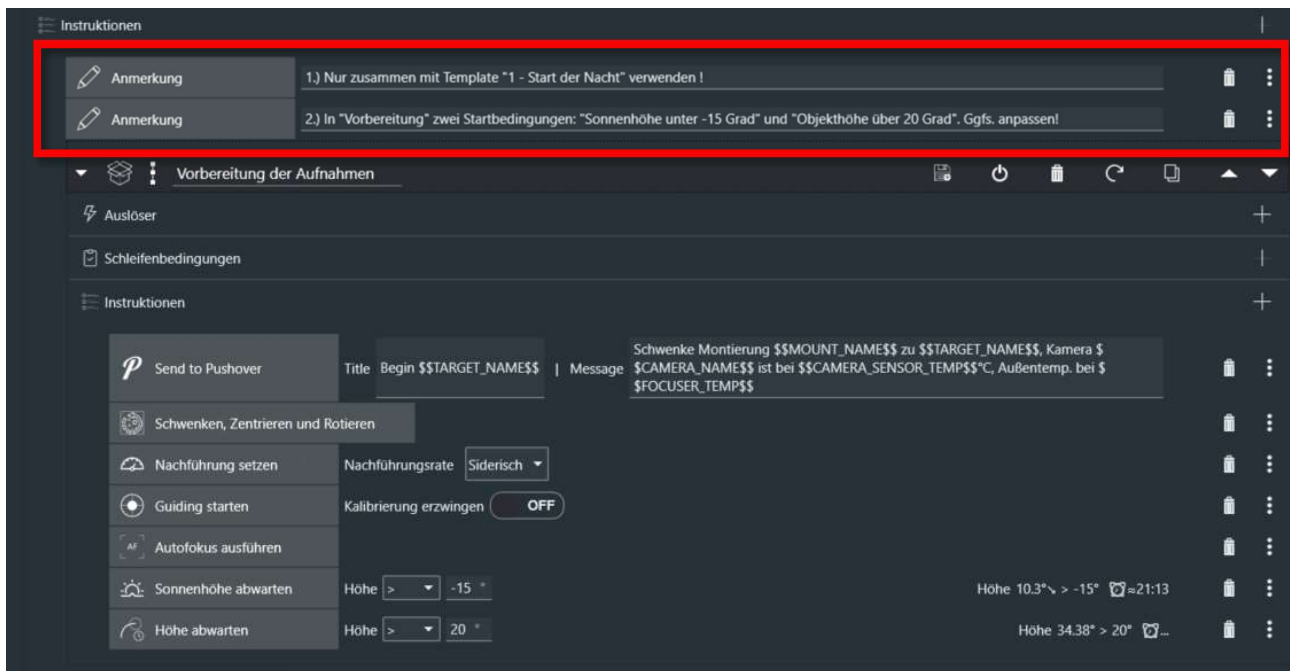 Instruktionen
Anmerkung 1.) Nur zusammen mit Template "1 - Start der Nacht" verwenden !
Anmerkung 2.) In "Vorbereitung" zwei Startbedingungen: "Sonnenhöhe unter -15 Grad" und "Objekthöhe über 20 Grad". Ggfs. anpassen!
Vorbereitung der Aufnahmen
Auslöser
Schleifenbedingungen
Instruktionen
Send to Pushover Title Begin $$TARGET_NAME$$ | Message Schwenke Montierung $$MOUNT_NAME$$ zu $$TARGET_NAME$$, Kamera $
$CAMERA_NAME$$ ist bei $$CAMERA_SENSOR_TEMP$$°C, Außentemp. bei $
$FOCUSER_TEMP$$
Schwenken, Zentrieren und Rotieren
Nachführung setzen Nachführungsrate Siderisch
Guiding starten Kalibrierung erzwingen OFF
AF Autofokus ausführen
Sonnenhöhe abwarten Höhe > -15 ° Höhe 10.3°↘ > -15° ≈21:13
Höhe abwarten Höhe > 20 ° Höhe 34.38° > 20° ...